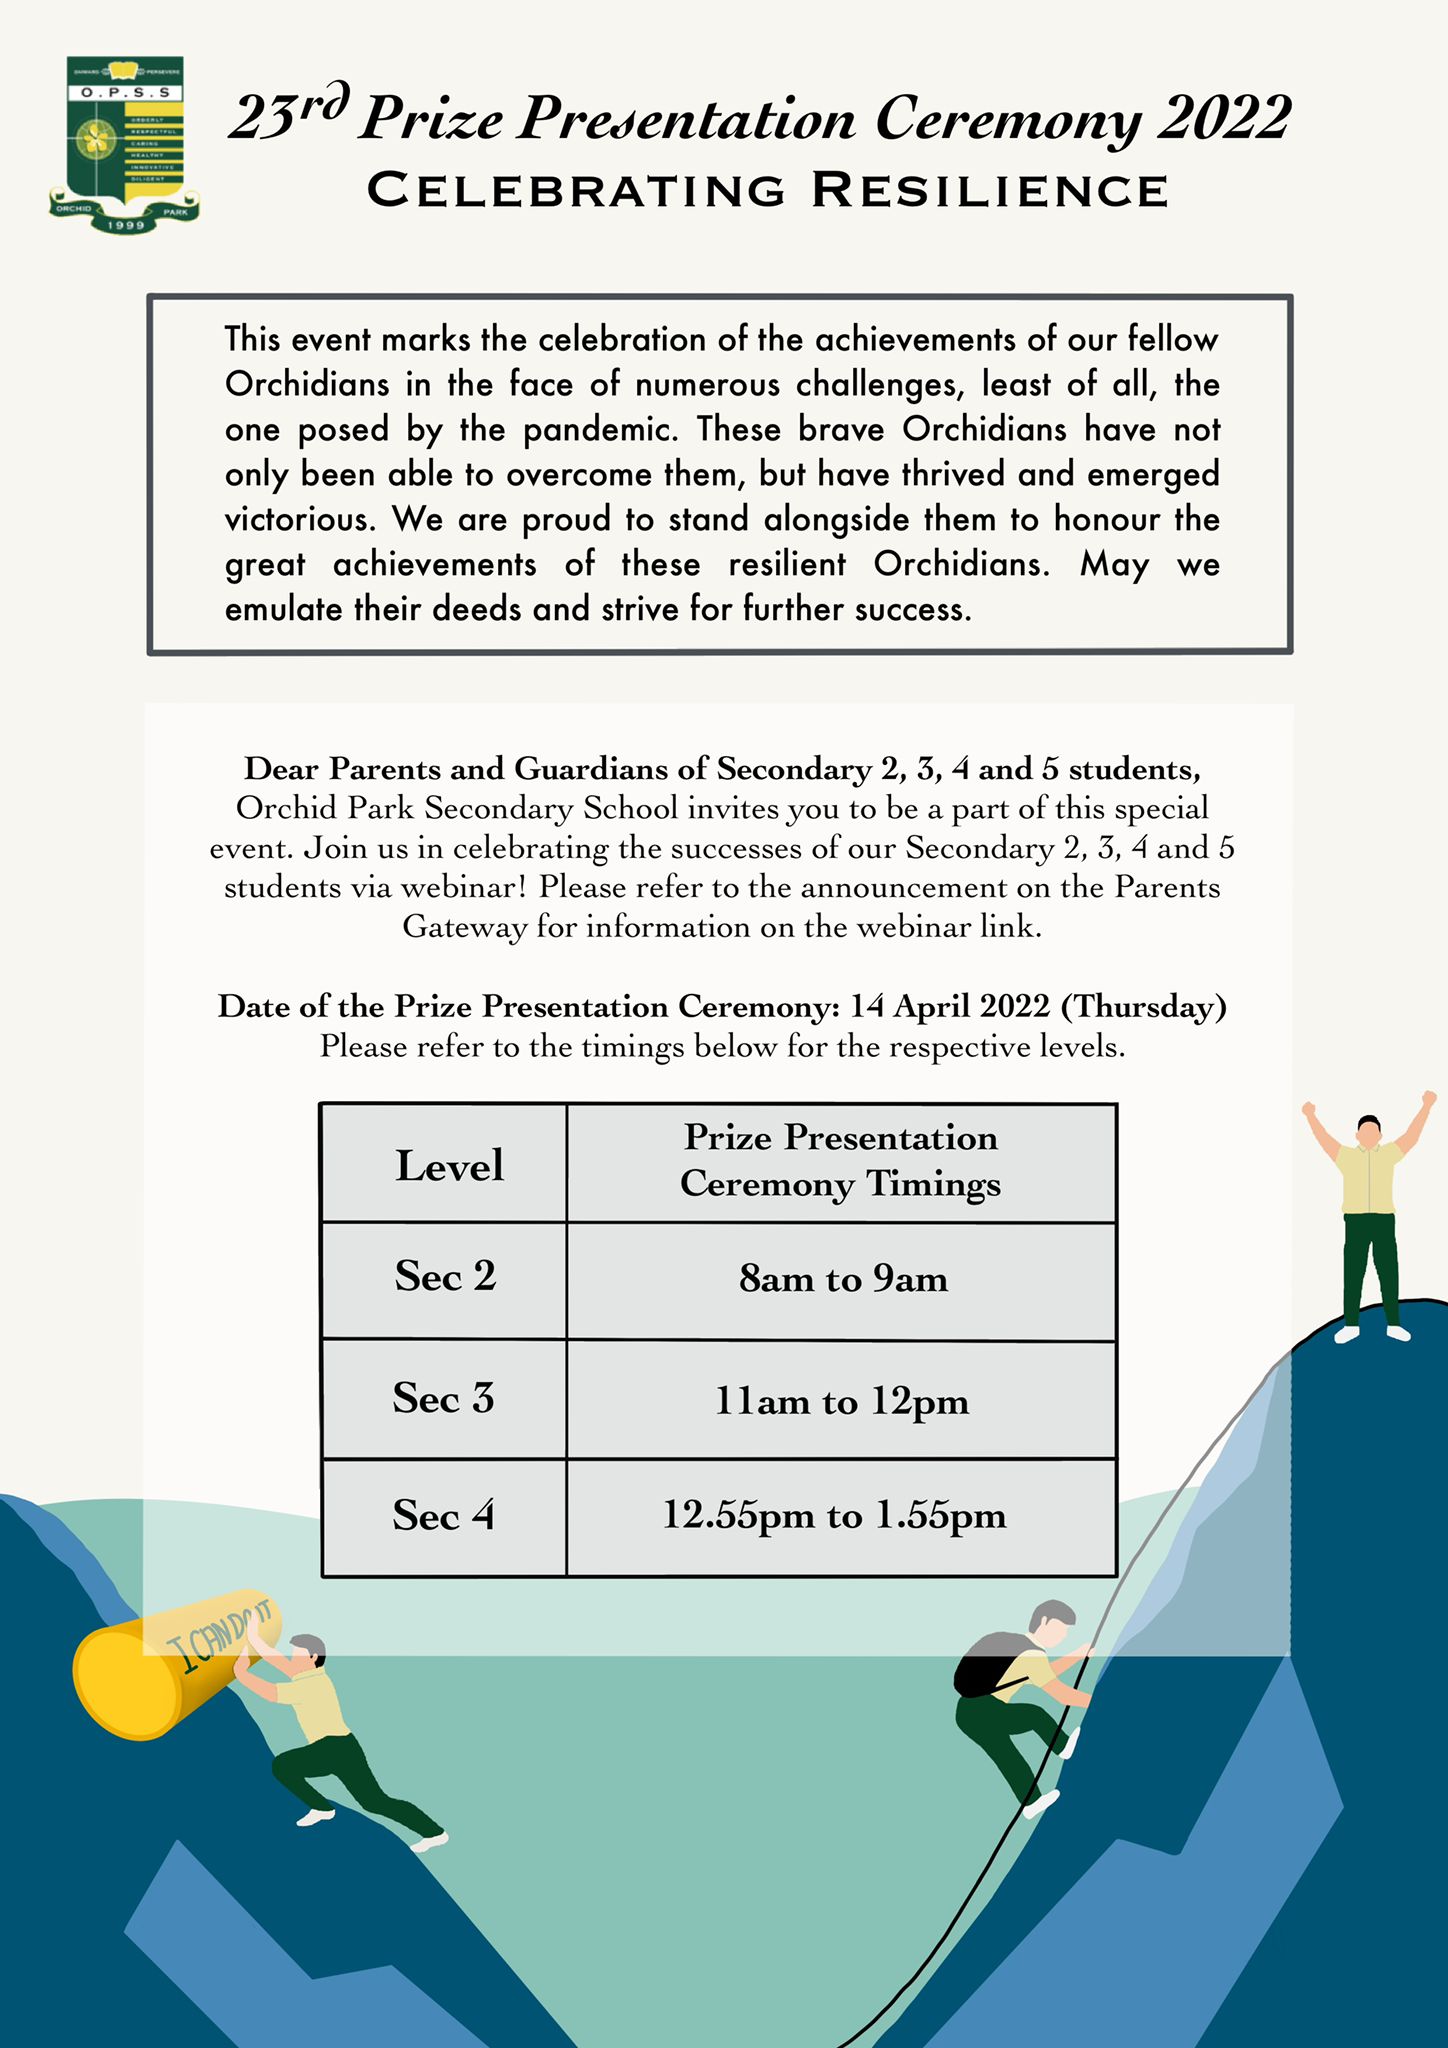 ONWARD PERSEVERE
O.P.S.S
ORDERLY
RESPECTFUL
CARING
HEALTHY
INNOVATIVE
DILIGENT
ORCHID PARK
1999
23rd Prize Presentation Ceremony 2022
CELEBRATING RESILIENCE
This event marks the celebration of the achievements of our fellow
Orchidians in the face of numerous challenges, least of all, the
one posed by the pandemic. These brave Orchidians have not
only been able to overcome them, but have thrived and emerged
victorious. We are proud to stand alongside them to honour the
great achievements of these resilient Orchidians. May we
emulate their deeds and strive for further success.
Dear Parents and Guardians of Secondary 2, 3, 4 and 5 students,
Orchid Park Secondary School invites you to be a part of this special
event. Join us in celebrating the successes of our Secondary 2, 3, 4 and 5
students via webinar! Please refer to the announcement on the Parents
Gateway for information on the webinar link.
Date of the Prize Presentation Ceremony: 14 April 2022 (Thursday)
Please refer to the timings below for the respective levels.
Level
Prize Presentation
Ceremony Timings
Sec 2
8am to 9am
Sec 3
11am to 12pm
Sec 4
12.55pm to 1.55pm
I CAN DO IT